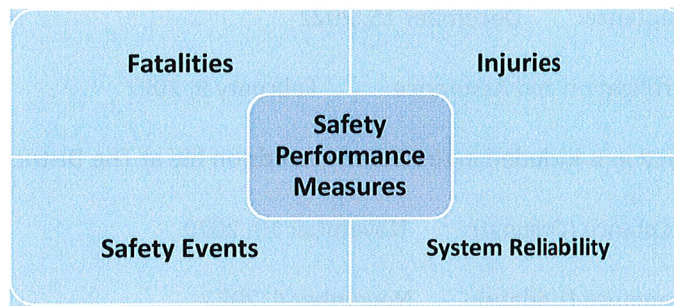 Fatalities
Injuries
Safety
Performance
Measures
Safety Events
System Reliability